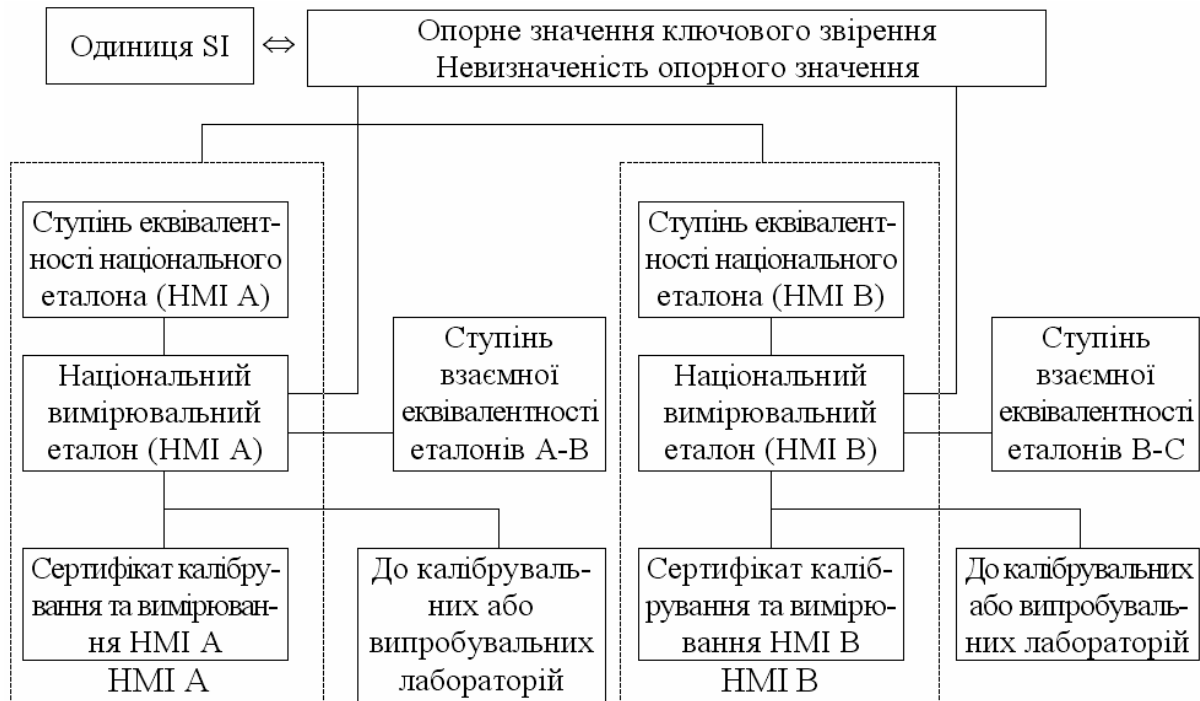 Одиниця SI
⇔
Опорне значення ключового звірення
Невизначеність опорного значення
Ступінь еквівалент-
ності національного
еталона (НМІ А)
Ступінь еквівалент-
ності національного
еталона (НМІ В)
Національний
вимірювальний
еталон (НМІ А)
Ступінь
взаємної
еквівалентності
еталонів А-В
Національний
вимірювальний
еталон (НМІ В)
Ступінь
взаємної
еквівалентності
еталонів В-С
Сертифікат калібру-
вання та вимірюван-
ня НМІ А
НМІ А
До калібруваль-
них або
випробувальних
лабораторій
Сертифікат каліб-
рування та вимірю-
вання НМІ В
НМІ В
До калібрувальних
або випробуваль-
них лабораторій